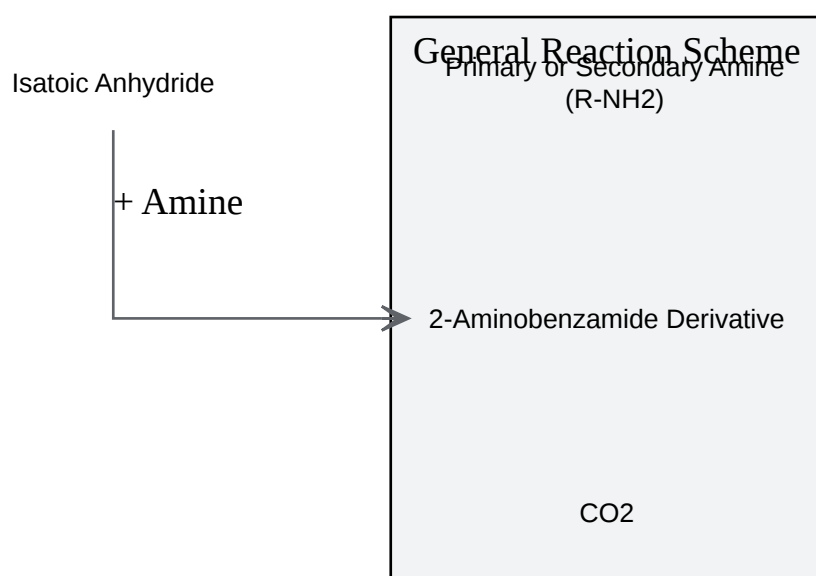 General Reaction Scheme
Primary or Secondary Amine
(R-NH2)
Isatoic Anhydride
+ Amine
2-Aminobenzamide Derivative
CO2